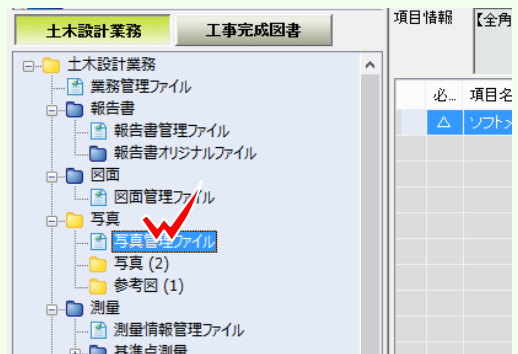 土木設計業務 工事完成図書
項目情報 【全角
土木設計業務
業務管理ファイル
報告書
報告書管理ファイル
報告書オリジナルファイル
図面
図面管理ファイル
写真
写真管理ファイル
写真 (2)
参考図 (1)
測量
測量情報管理ファイル
基準点測量
必... 項目名
△ ソフトメ